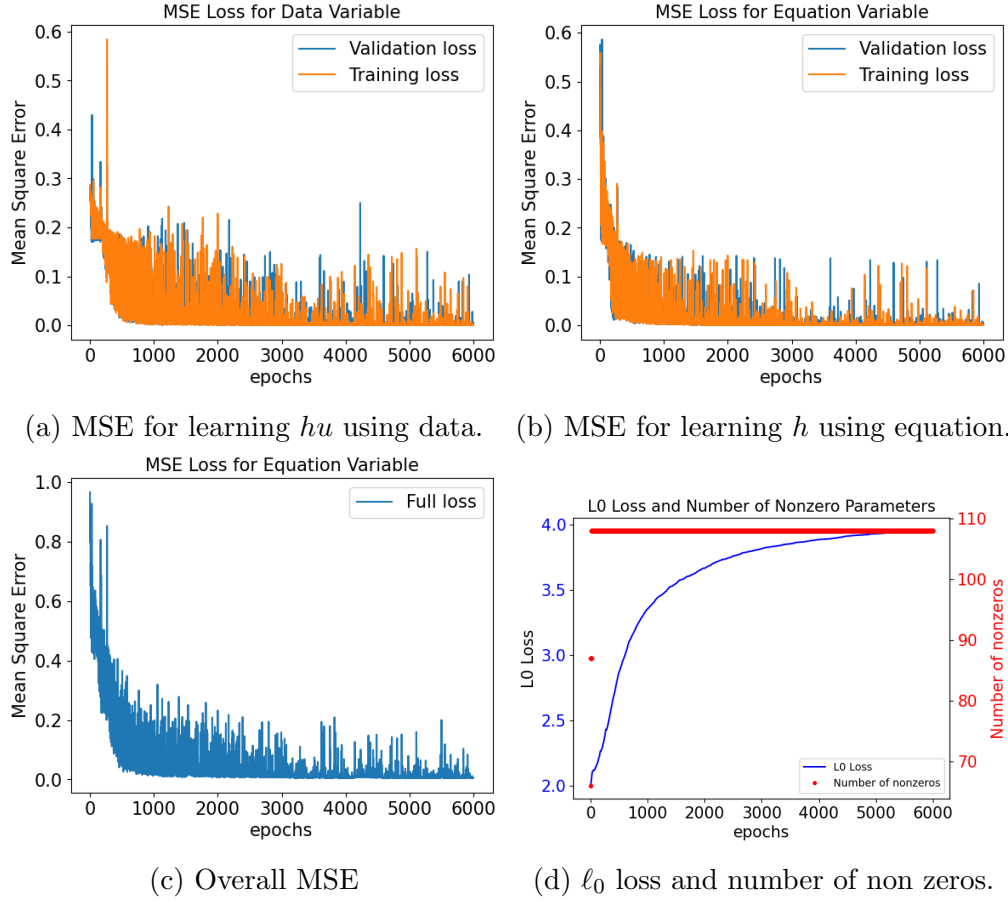 MSE Loss for Data Variable
Mean Square Error
0.6
0.5
0.4
0.3
0.2
0.1
0.0
Validation loss
Training loss
0 1000 2000 3000 4000 5000 6000
epochs
(a) MSE for learning hu using data.
MSE Loss for Equation Variable
Mean Square Error
0.6
0.5
0.4
0.3
0.2
0.1
0.0
Validation loss
Training loss
0 1000 2000 3000 4000 5000 6000
epochs
(b) MSE for learning h using equation.
MSE Loss for Equation Variable
Mean Square Error
1.0
0.8
0.6
0.4
0.2
0.0
Full loss
0 1000 2000 3000 4000 5000 6000
epochs
(c) Overall MSE
L0 Loss and Number of Nonzero Parameters
L0 Loss
4.0
3.5
3.0
2.5
2.0
110
100
90
80
70
Number of nonzeros
L0 Loss
Number of nonzeros
0 1000 2000 3000 4000 5000 6000
epochs
(d) ℓ₀ loss and number of non zeros.